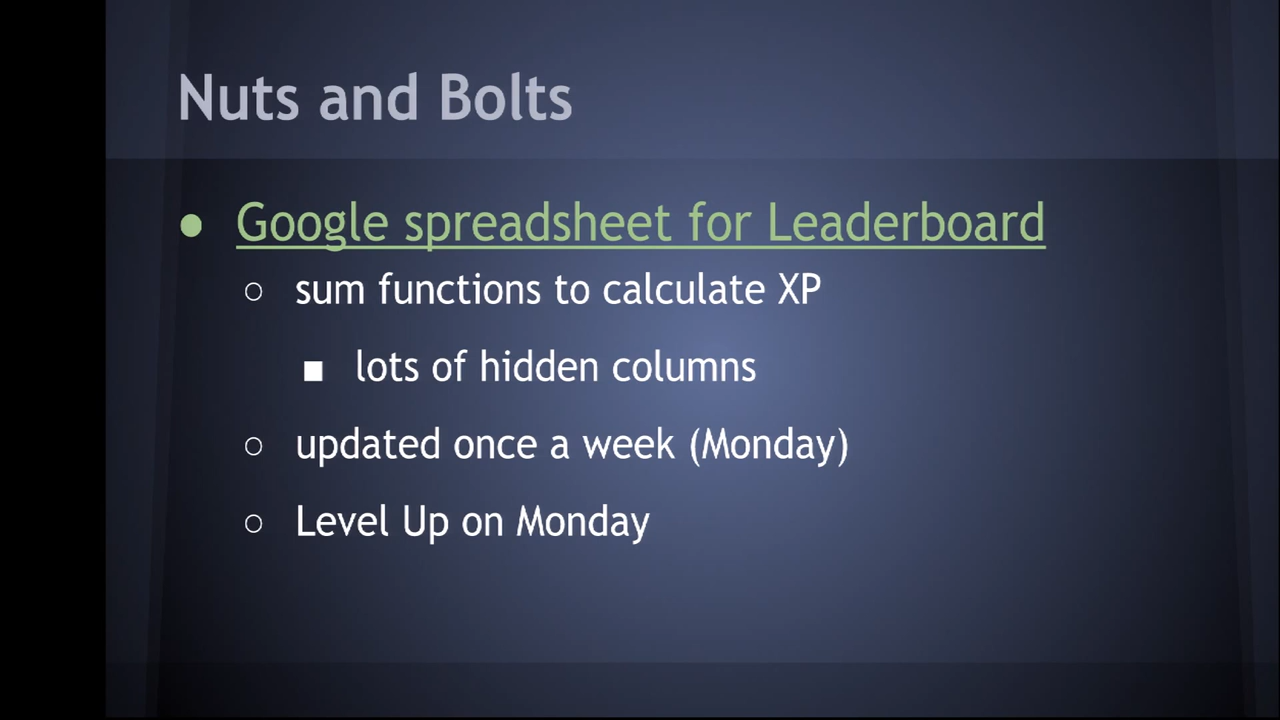 Nuts and Bolts
● Google spreadsheet for Leaderboard
○ sum functions to calculate XP
■ lots of hidden columns
○ updated once a week (Monday)
○ Level Up on Monday